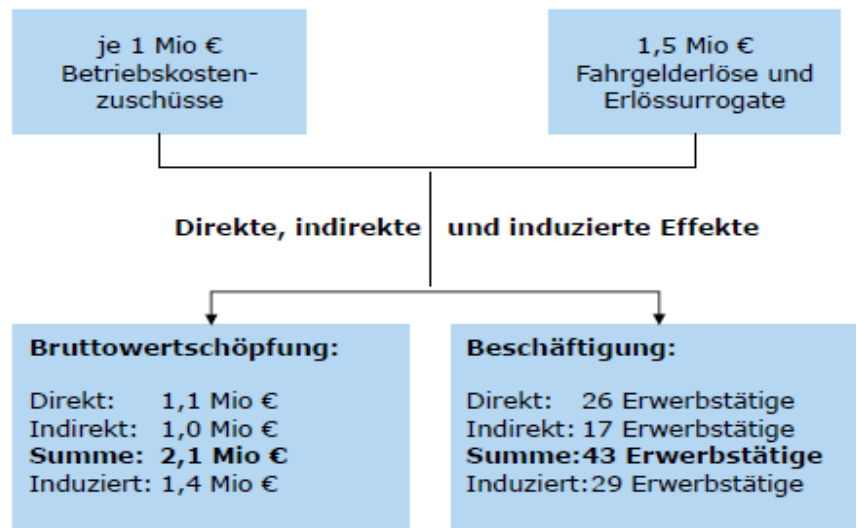 je 1 Mio €
Betriebskosten-
zuschüsse
1,5 Mio €
Fahrgelderlöse und
Erlössurrogate
Direkte, indirekte und induzierte Effekte
Bruttowertschöpfung:
Direkt: 1,1 Mio €
Indirekt: 1,0 Mio €
Summe: 2,1 Mio €
Induziert: 1,4 Mio €
Beschäftigung:
Direkt: 26 Erwerbstätige
Indirekt: 17 Erwerbstätige
Summe:43 Erwerbstätige
Induziert:29 Erwerbstätige